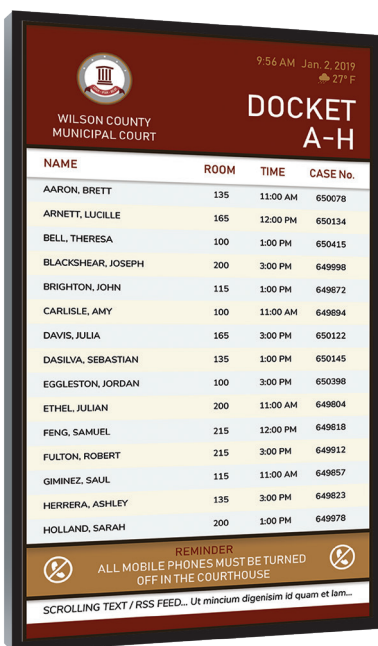 9:56 AM Jan. 2, 2019
27° F
WILSON COUNTY
MUNICIPAL COURT
DOCKET
A-H
NAME ROOM TIME CASE No.
AARON, BRETT 135 11:00 AM 650078
ARNETT, LUCILLE 165 12:00 PM 650134
BELL, THERESA 100 1:00 PM 650415
BLACKSHEAR, JOSEPH 200 3:00 PM 649998
BRIGHTON, JOHN 115 1:00 PM 649872
CARLISLE, AMY 100 11:00 AM 649894
DAVIS, JULIA 165 3:00 PM 650122
DASILVA, SEBASTIAN 135 1:00 PM 650145
EGGLESTON, JORDAN 100 3:00 PM 650398
ETHEL, JULIAN 200 11:00 AM 649804
FENG, SAMUEL 215 12:00 PM 649818
FULTON, ROBERT 215 3:00 PM 649912
GIMINEZ, SAUL 115 11:00 AM 649857
HERRERA, ASHLEY 135 3:00 PM 649823
HOLLAND, SARAH 200 1:00 PM 649978
REMINDER
ALL MOBILE PHONES MUST BE TURNED
OFF IN THE COURTHOUSE
SCROLLING TEXT / RSS FEED... Ut mincium digenisim id quam et lam...